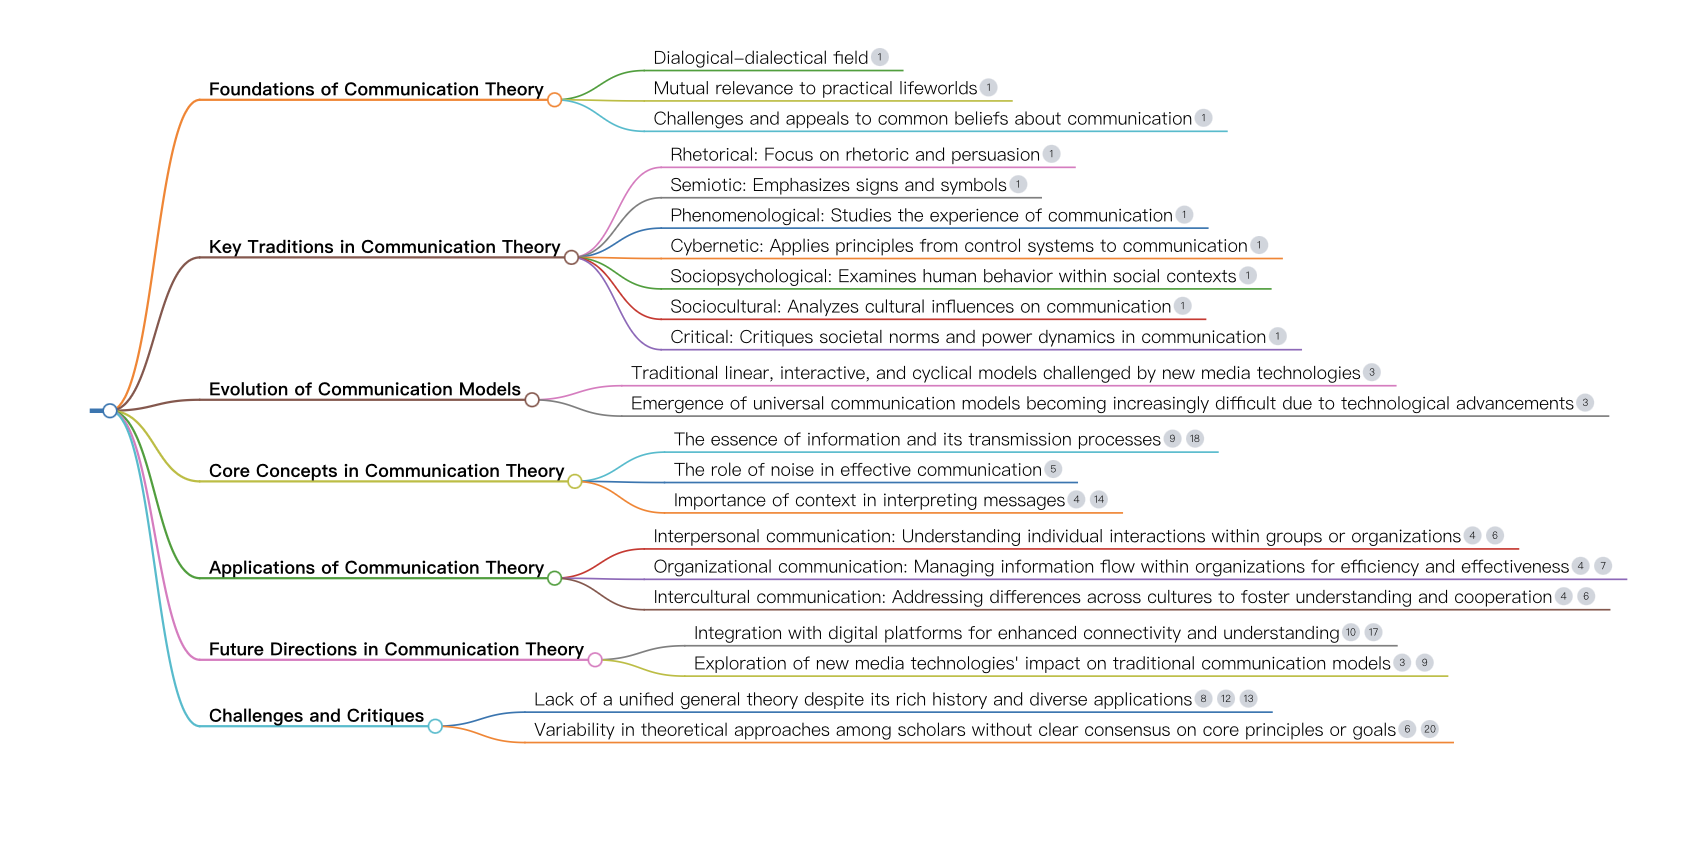 Foundations of Communication Theory
Dialogical–dialectical field 1
Mutual relevance to practical lifeworlds 1
Challenges and appeals to common beliefs about communication 1
Key Traditions in Communication Theory
Rhetorical: Focus on rhetoric and persuasion 1
Semiotic: Emphasizes signs and symbols 1
Phenomenological: Studies the experience of communication 1
Cybernetic: Applies principles from control systems to communication 1
Sociopsychological: Examines human behavior within social contexts 1
Sociocultural: Analyzes cultural influences on communication 1
Critical: Critiques societal norms and power dynamics in communication 1
Evolution of Communication Models
Traditional linear, interactive, and cyclical models challenged by new media technologies 3
Emergence of universal communication models becoming increasingly difficult due to technological advancements 3
Core Concepts in Communication Theory
The essence of information and its transmission processes 9 18
The role of noise in effective communication 5
Importance of context in interpreting messages 4 14
Applications of Communication Theory
Interpersonal communication: Understanding individual interactions within groups or organizations 4 6
Organizational communication: Managing information flow within organizations for efficiency and effectiveness 4 7
Intercultural communication: Addressing differences across cultures to foster understanding and cooperation 4 6
Future Directions in Communication Theory
Integration with digital platforms for enhanced connectivity and understanding 10 17
Exploration of new media technologies' impact on traditional communication models 3 9
Challenges and Critiques
Lack of a unified general theory despite its rich history and diverse applications 8 12 13
Variability in theoretical approaches among scholars without clear consensus on core principles or goals 6 20